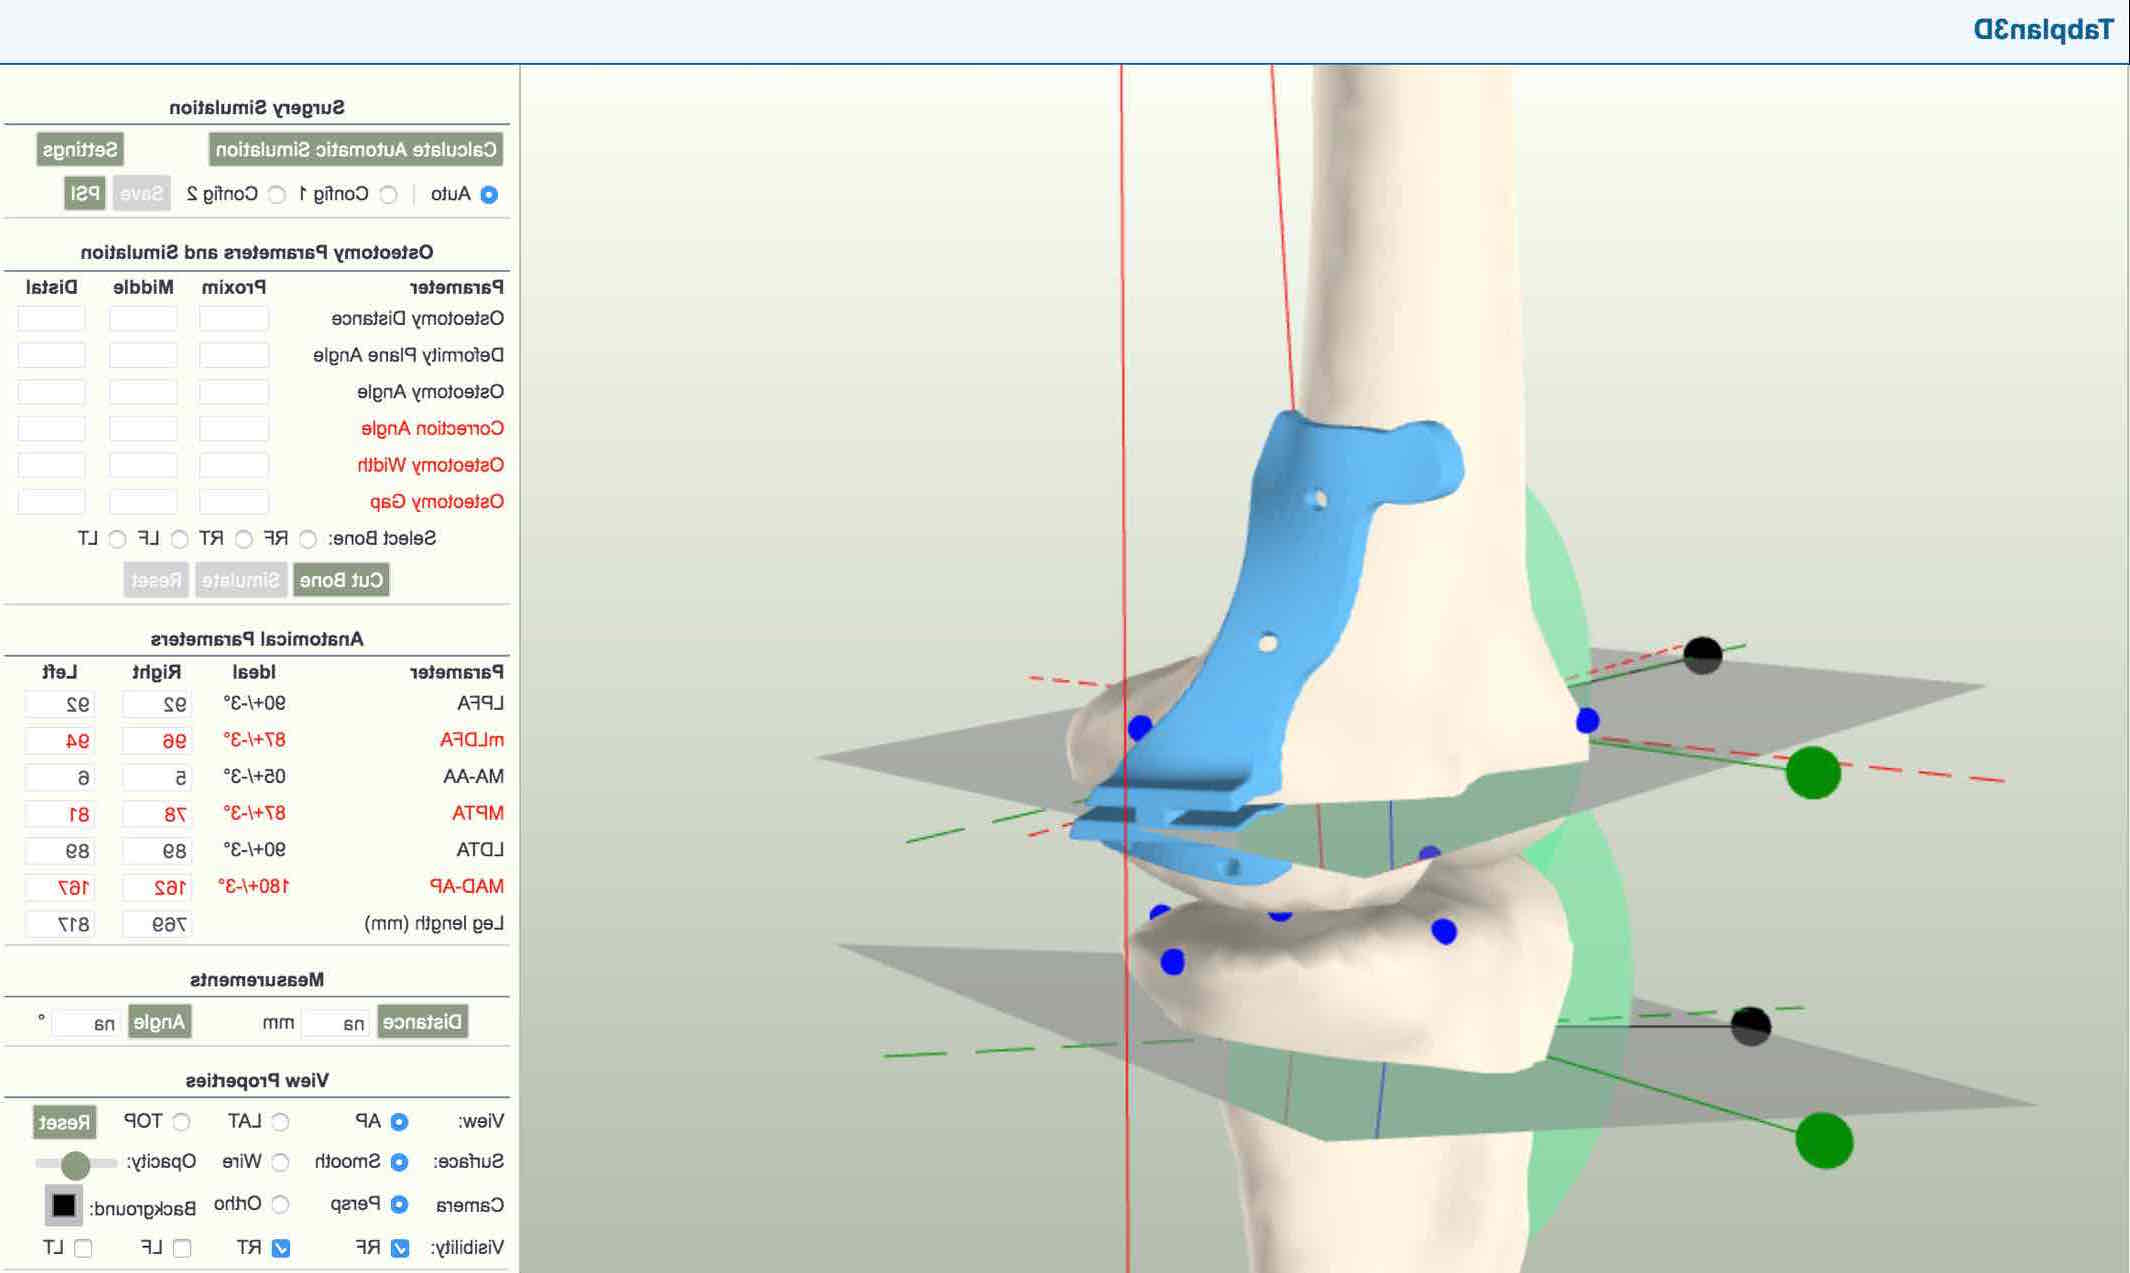 Tabplan3D
Surgery Simulation
Calculate Automatic Simulation Settings
Auto | Config 1 Config 2 Save PSI
Osteotomy Parameters and Simulation
Parameter Proxim Middle Distal
Osteotomy Distance
Deformity Plane Angle
Osteotomy Angle
Correction Angle
Osteotomy Width
Osteotomy Gap
Select Bone: RF RT LF LT
Cut Bone Simulate Reset
Anatomical Parameters
Parameter Ideal Right Left
LPFA 90+/-3° 92 92
mLDFA 87+/-3° 96 94
MA-AA 05+/-3° 5 6
MPTA 87+/-3° 78 81
LDTA 90+/-3° 89 89
MAD-AP 180+/-3° 162 167
Leg length (mm) 769 817
Measurements
Distance na mm Angle na °
View Properties
View: AP LAT TOP Reset
Surface: Smooth Wire Opacity:
Camera Persp Ortho Background:
Visibility: RF RT LF LT